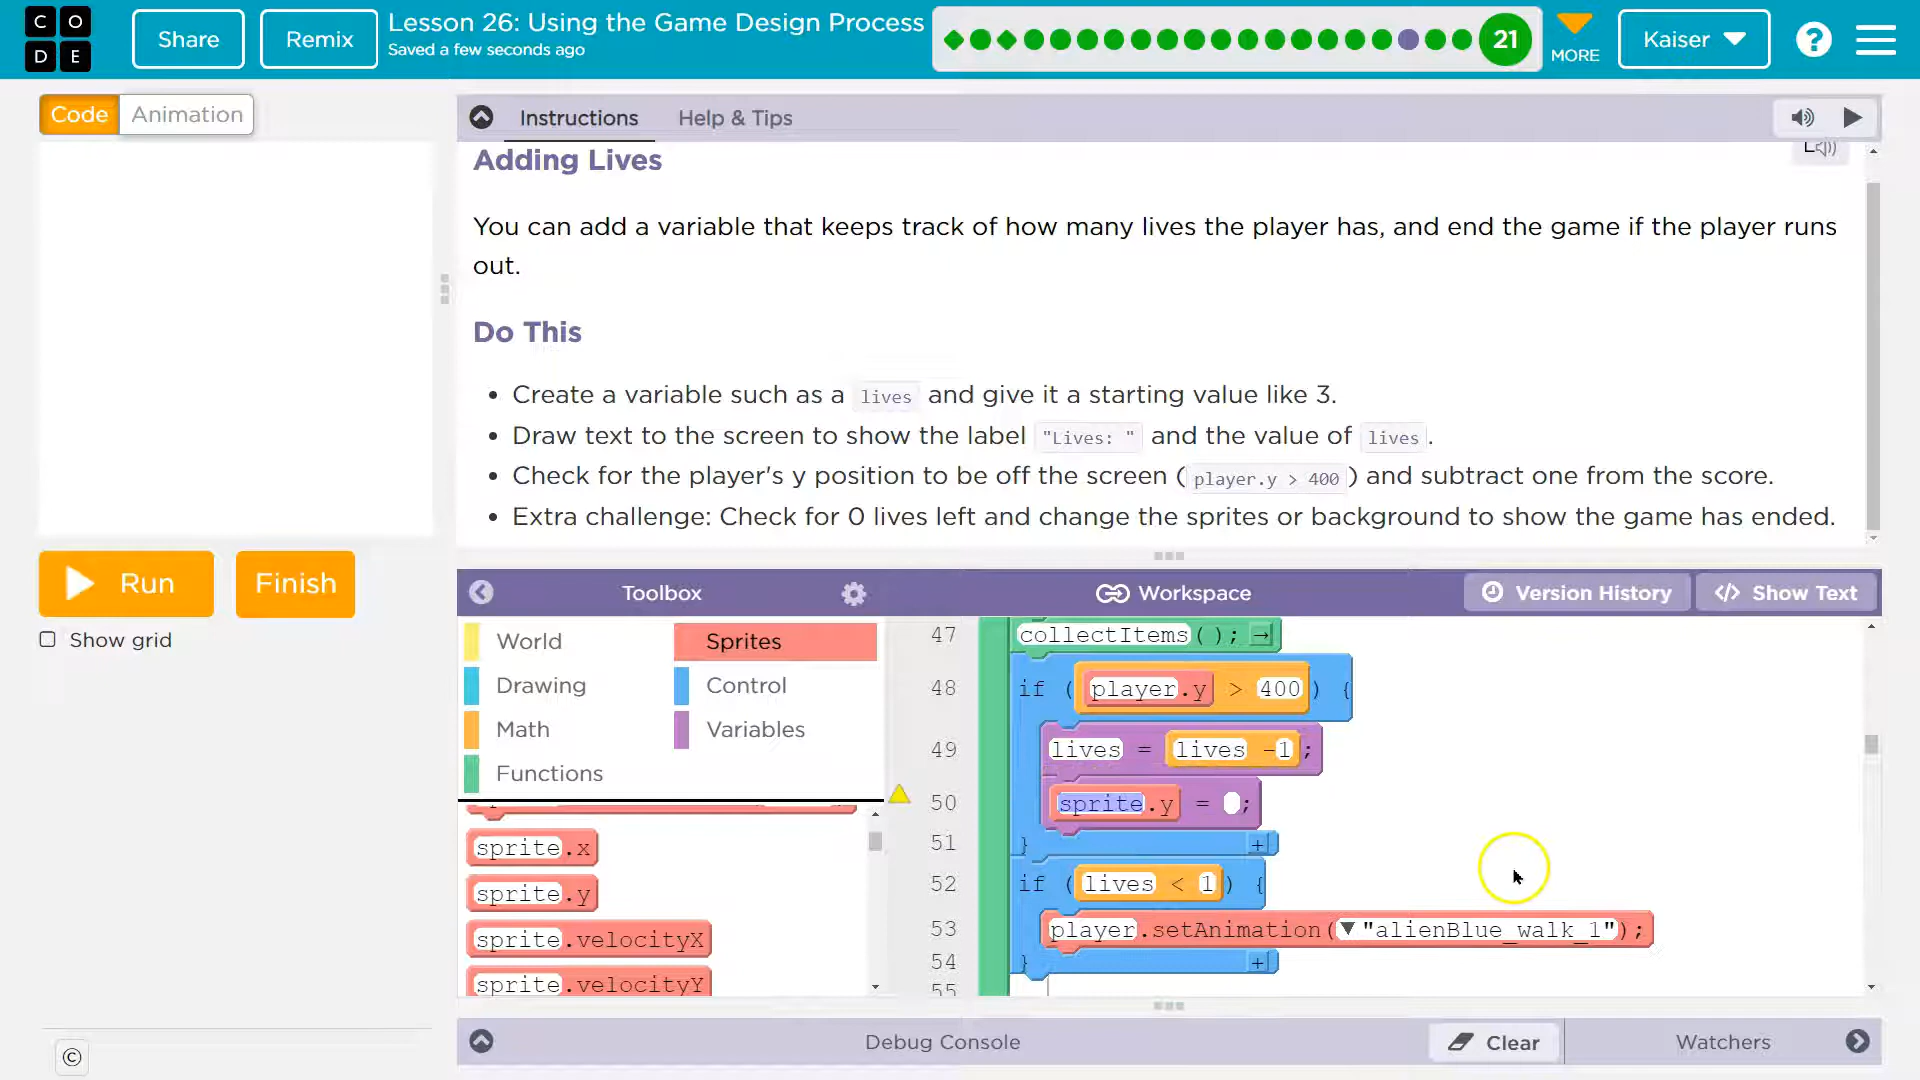 CODE
Share
Remix
Lesson 26: Using the Game Design Process
Saved a few seconds ago
21
MORE
Kaiser
?
Code
Animation
Instructions
Help & Tips
Adding Lives
You can add a variable that keeps track of how many lives the player has, and end the game if the player runs
out.
Do This
• Create a variable such as a lives and give it a starting value like 3.
• Draw text to the screen to show the label "Lives: " and the value of lives.
• Check for the player's y position to be off the screen (player.y > 400) and subtract one from the score.
• Extra challenge: Check for 0 lives left and change the sprites or background to show the game has ended.
Run
Finish
Show grid
Toolbox
Workspace
Version History
</> Show Text
World
Sprites
Drawing
Control
Math
Variables
Functions
sprite.x
sprite.y
sprite.velocityX
sprite.velocityY
47 collectItems();
48 if (player.y > 400) {
49 lives = lives -1;
50 sprite.y = ;
51 }
52 if (lives < 1) {
53 player.setAnimation("alienBlue_walk_1");
54 }
55
Debug Console
Clear
Watchers
©